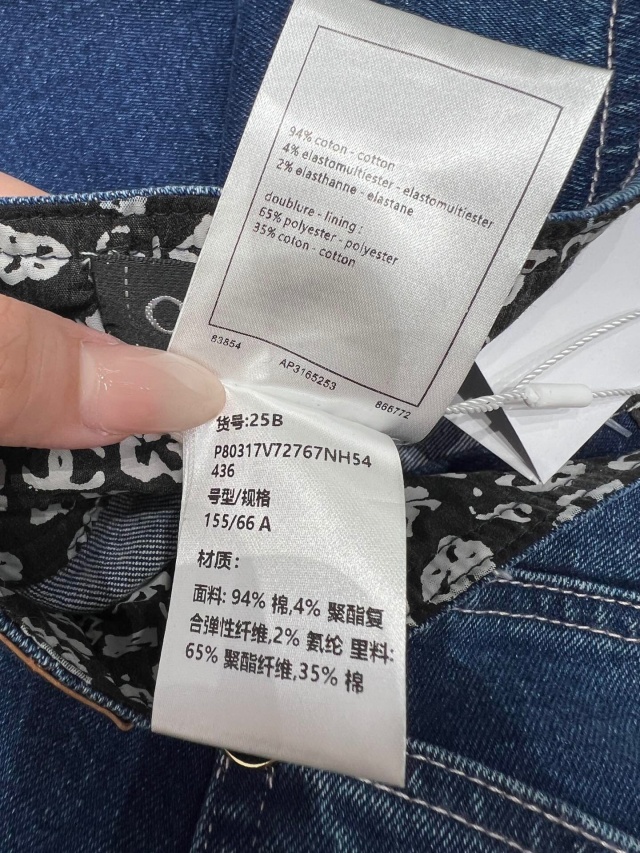 94% coton - cotton
4% elastomultiester - elastomultiester
2% elasthanne - elastane
doublure - lining :
65% polyester - polyester
35% coton - cotton
83854 AP3165253 866772
货号:25B
P80317V72767NH54
436
号型/规格
155/66 A
材质：
面料: 94% 棉,4% 聚酯复
合弹性纤维,2% 氨纶 里料:
65% 聚酯纤维,35% 棉